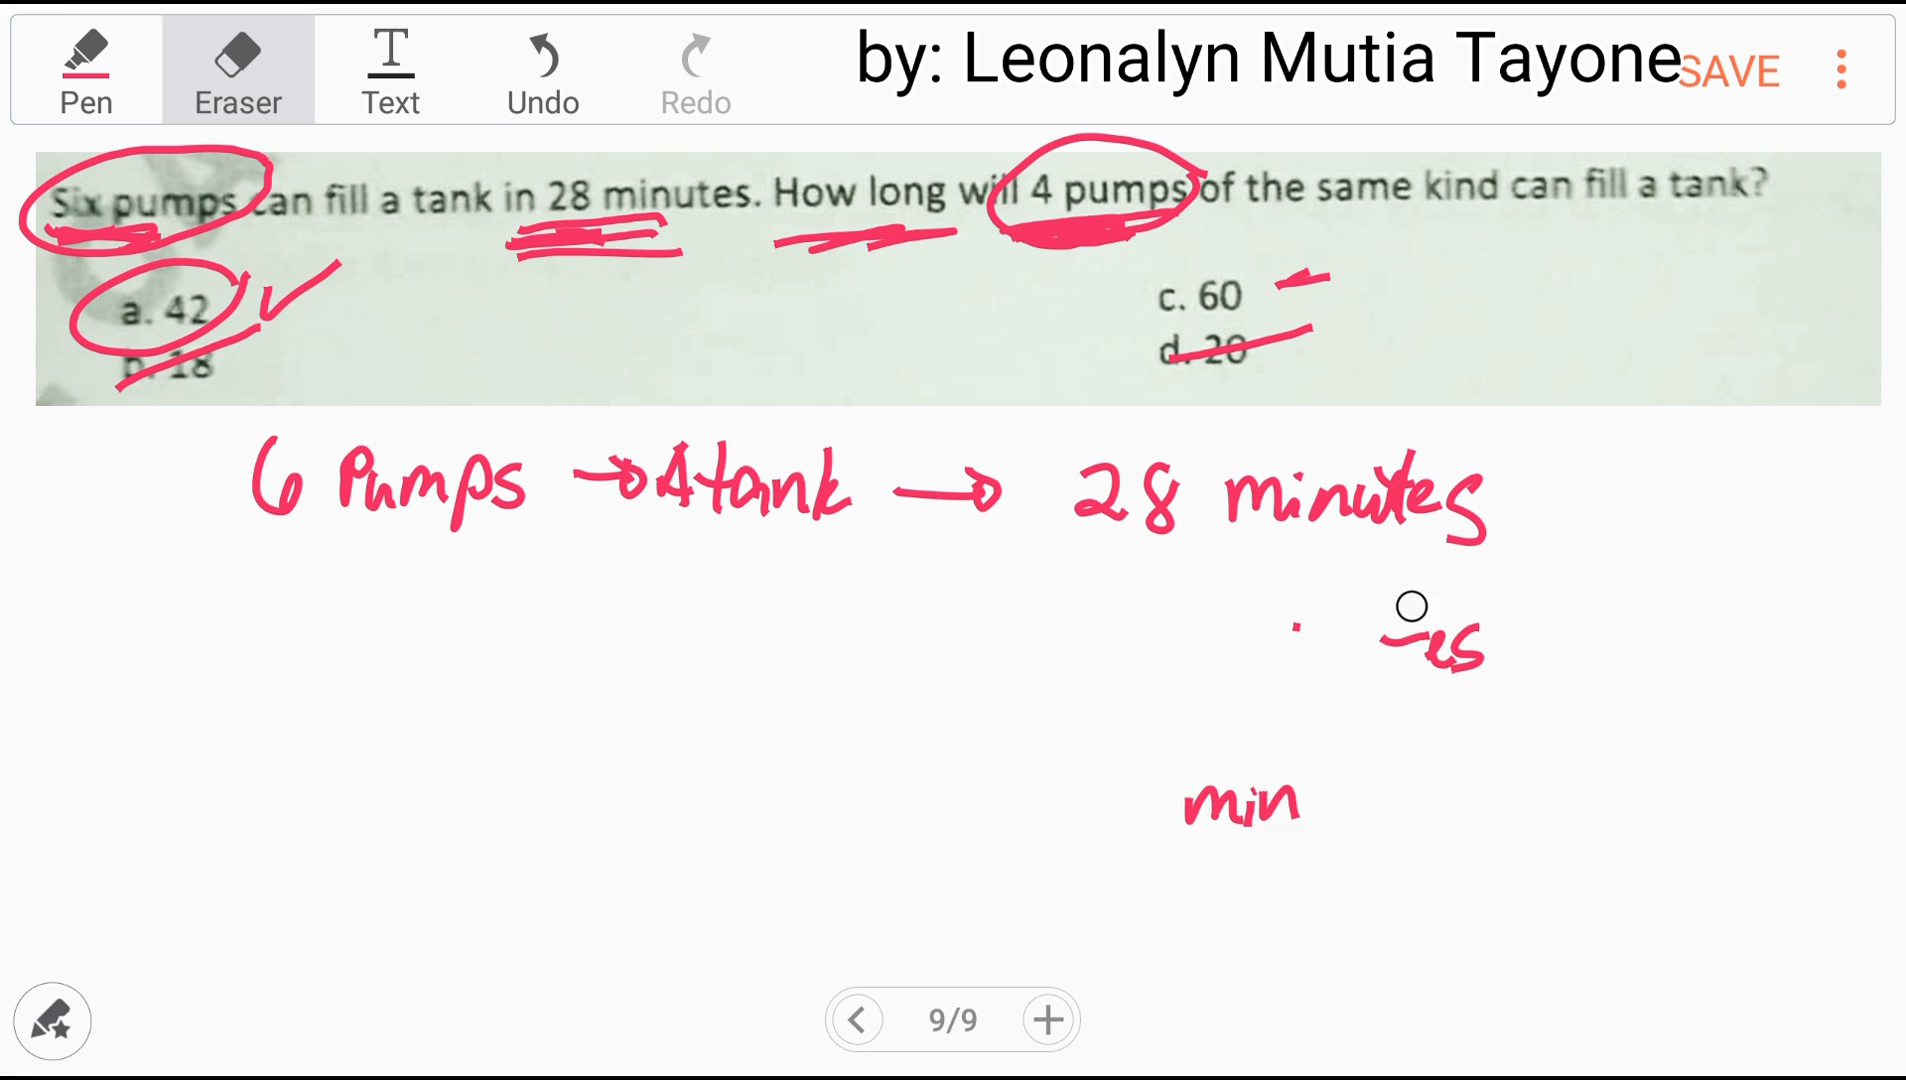 Pen
Eraser
Text
Undo
Redo
by: Leonalyn Mutia Tayone
SAVE
Six pumps can fill a tank in 28 minutes. How long will 4 pumps of the same kind can fill a tank?
a. 42
b. 18
c. 60
d. 20
6 Pumps → A tank → 28 minutes
es
min
9/9